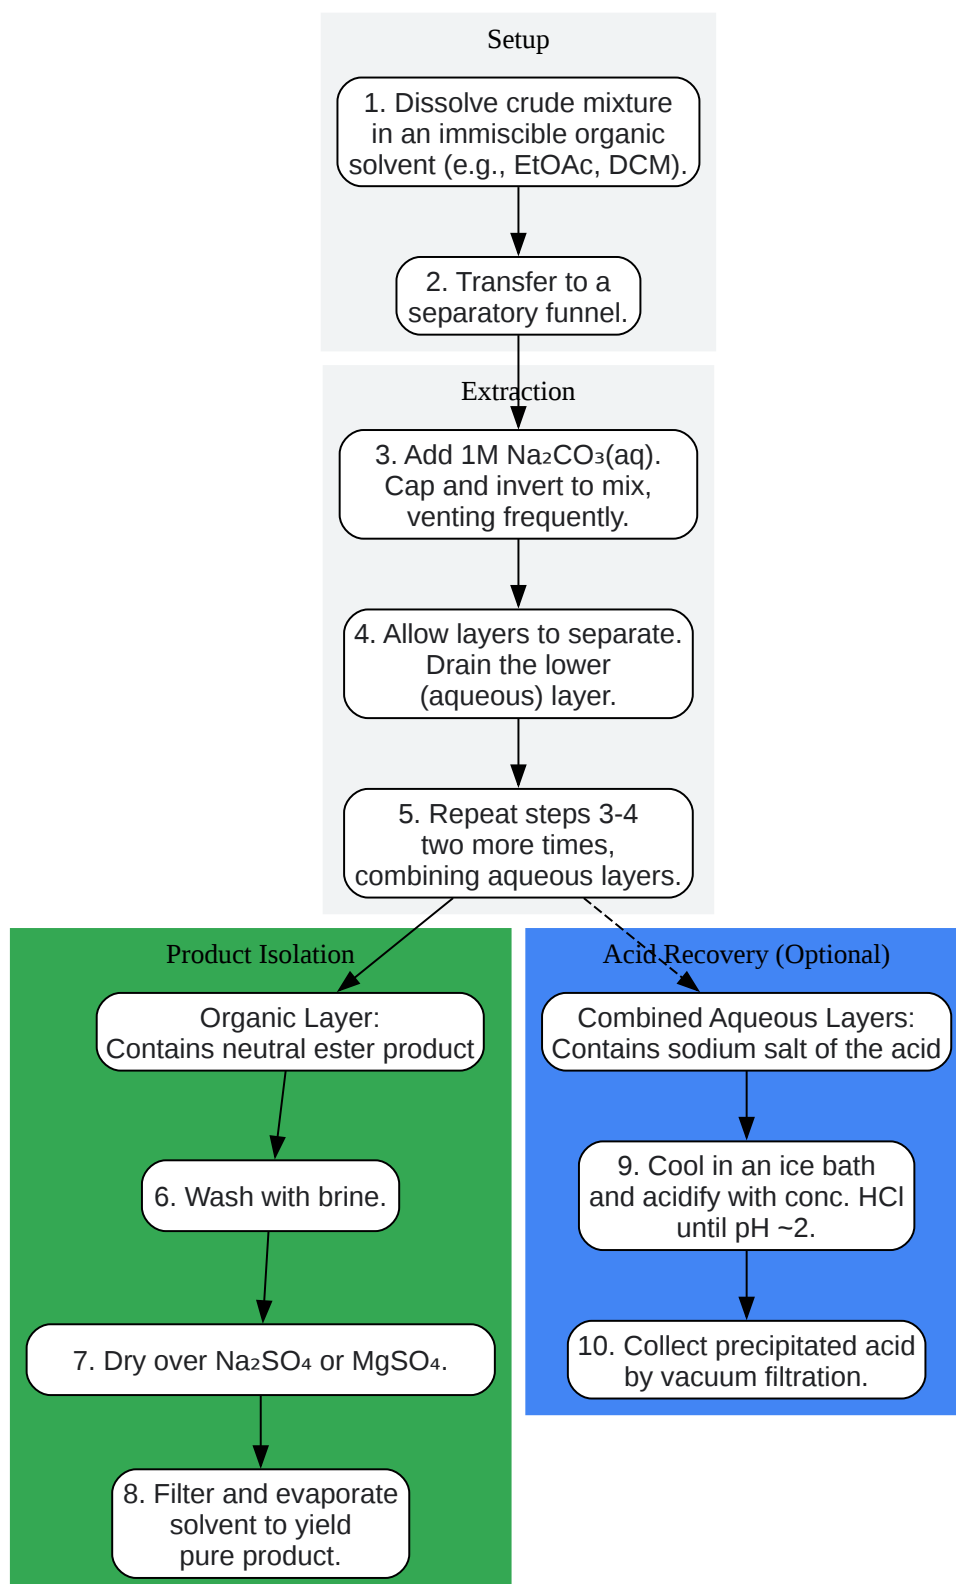 Setup
1. Dissolve crude mixture
in an immiscible organic
solvent (e.g., EtOAc, DCM).
2. Transfer to a
separatory funnel.
Extraction
3. Add 1M Na₂CO₃(aq).
Cap and invert to mix,
venting frequently.
4. Allow layers to separate.
Drain the lower
(aqueous) layer.
5. Repeat steps 3-4
two more times,
combining aqueous layers.
Product Isolation
Organic Layer:
Contains neutral ester product
6. Wash with brine.
7. Dry over Na₂SO₄ or MgSO₄.
8. Filter and evaporate
solvent to yield
pure product.
Acid Recovery (Optional)
Combined Aqueous Layers:
Contains sodium salt of the acid
9. Cool in an ice bath
and acidify with conc. HCl
until pH ~2.
10. Collect precipitated acid
by vacuum filtration.